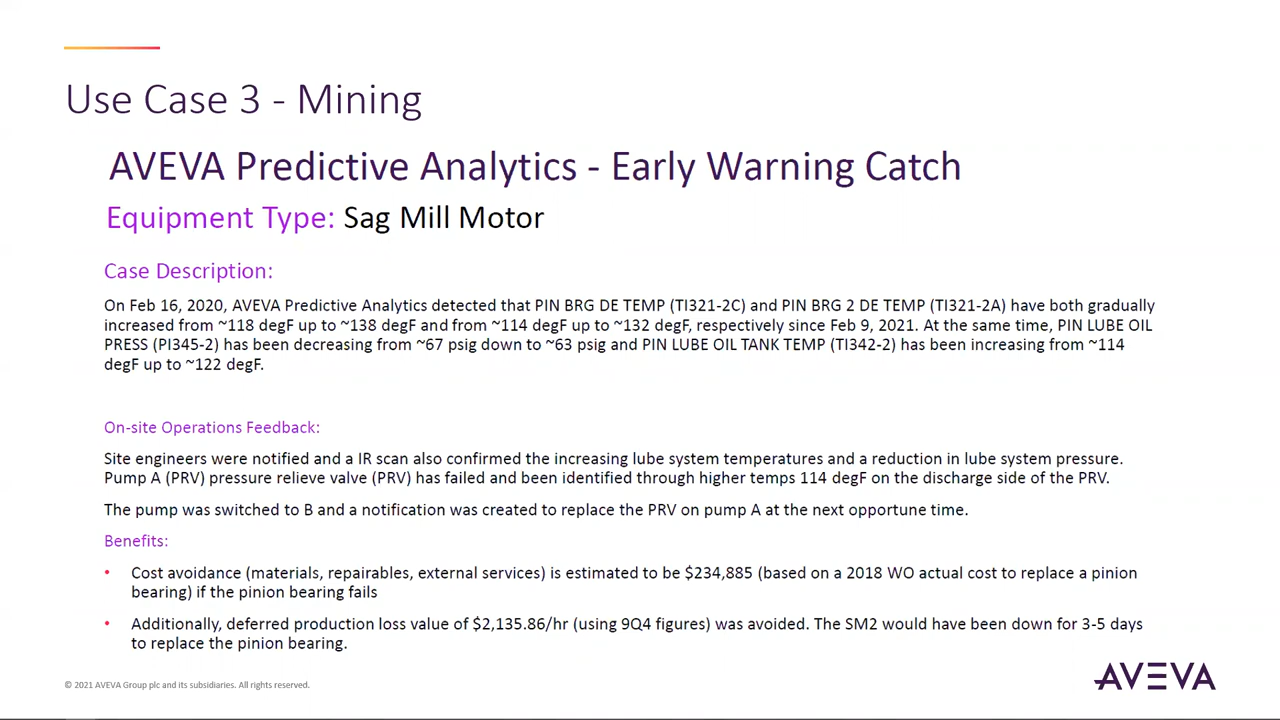 Use Case 3 - Mining
AVEVA Predictive Analytics - Early Warning Catch
Equipment Type: Sag Mill Motor
Case Description:
On Feb 16, 2020, AVEVA Predictive Analytics detected that PIN BRG DE TEMP (TI321-2C) and PIN BRG 2 DE TEMP (TI321-2A) have both gradually
increased from ~118 degF up to ~138 degF and from ~114 degF up to ~132 degF, respectively since Feb 9, 2021. At the same time, PIN LUBE OIL
PRESS (PI345-2) has been decreasing from ~67 psig down to ~63 psig and PIN LUBE OIL TANK TEMP (TI342-2) has been increasing from ~114
degF up to ~122 degF.
On-site Operations Feedback:
Site engineers were notified and a IR scan also confirmed the increasing lube system temperatures and a reduction in lube system pressure.
Pump A (PRV) pressure relieve valve (PRV) has failed and been identified through higher temps 114 degF on the discharge side of the PRV.
The pump was switched to B and a notification was created to replace the PRV on pump A at the next opportune time.
Benefits:
• Cost avoidance (materials, repairables, external services) is estimated to be $234,885 (based on a 2018 WO actual cost to replace a pinion
bearing) if the pinion bearing fails
• Additionally, deferred production loss value of $2,135.86/hr (using 9Q4 figures) was avoided. The SM2 would have been down for 3-5 days
to replace the pinion bearing.
© 2021 AVEVA Group plc and its subsidiaries. All rights reserved.
AVEVA